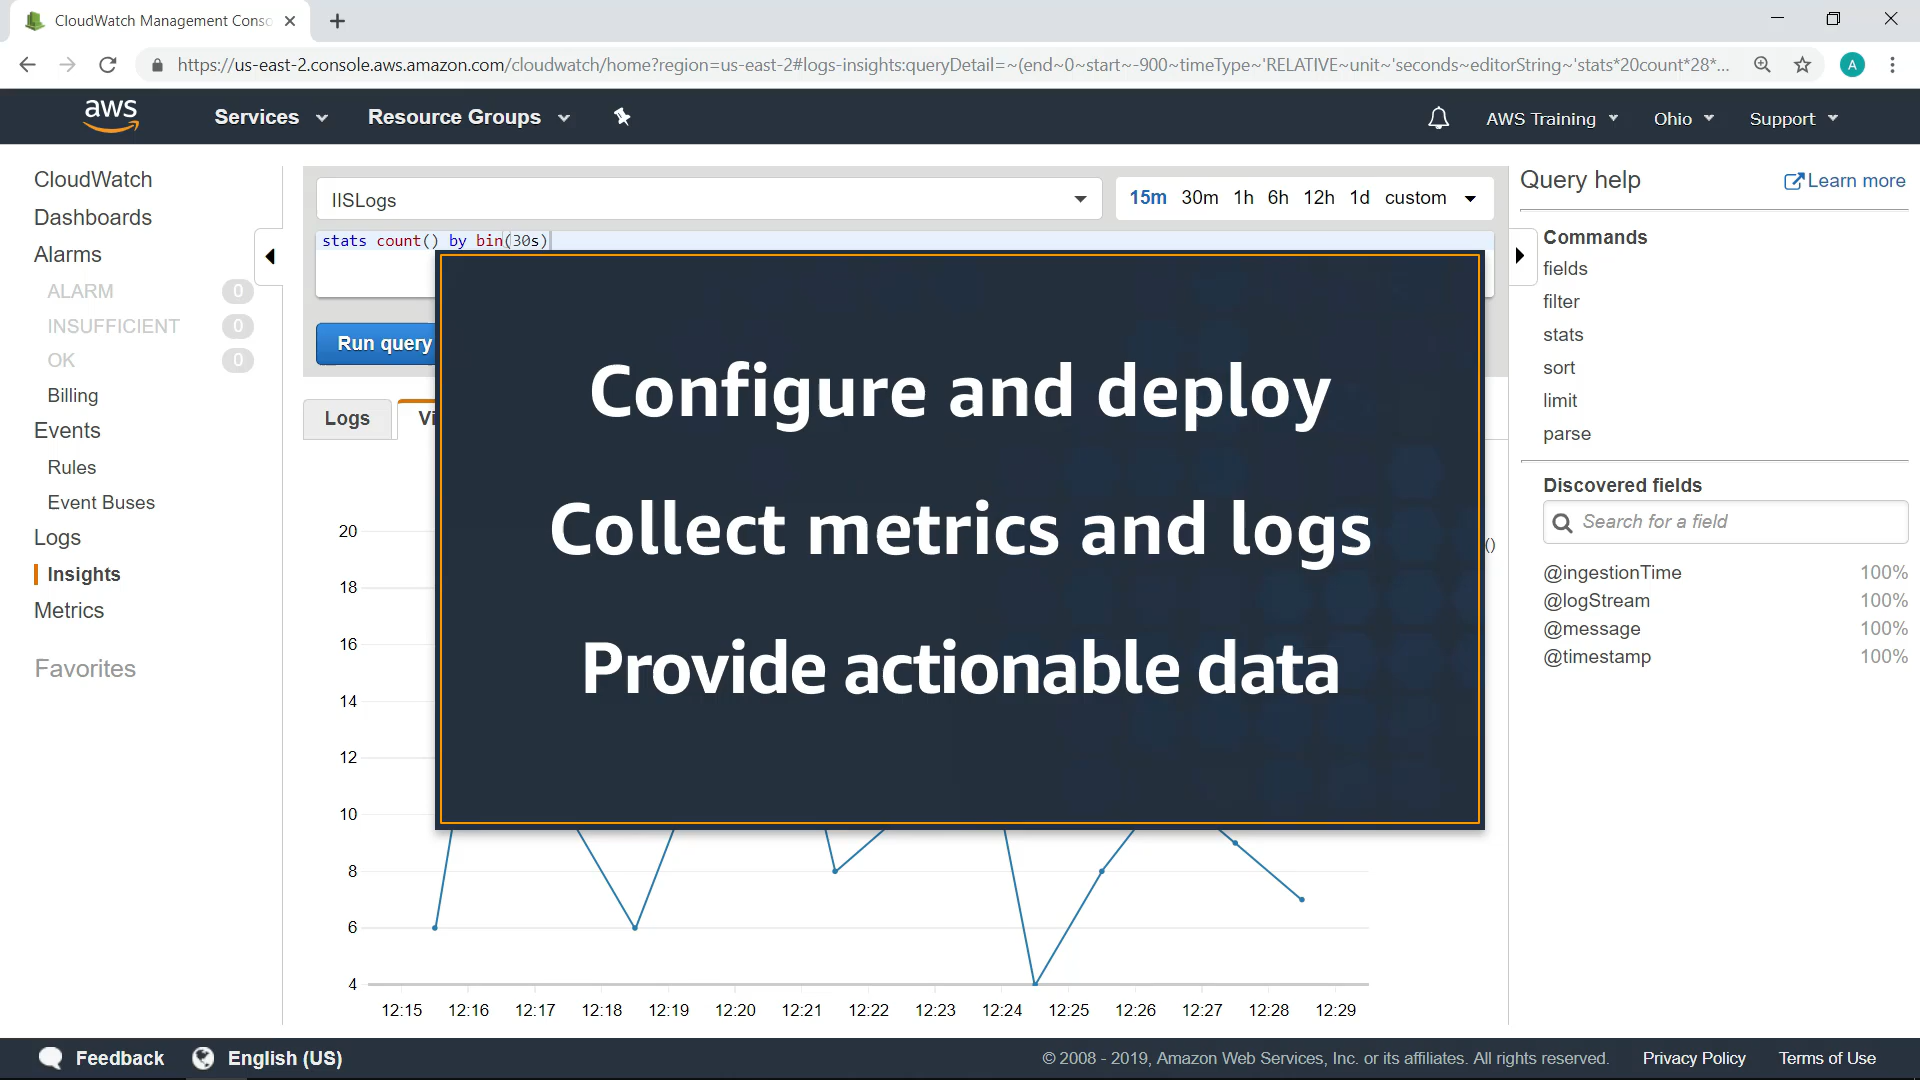 CloudWatch Management Conso
https://us-east-2.console.aws.amazon.com/cloudwatch/home?region=us-east-2#logs-insights:queryDetail=~(end~0~start~-900~timeType~'RELATIVE~unit~'seconds~editorString~'stats*20count*28*...
A
aws
Services
Resource Groups
AWS Training
Ohio
Support
CloudWatch
Dashboards
Alarms
ALARM 0
INSUFFICIENT 0
OK 0
Billing
Events
Rules
Event Buses
Logs
Insights
Metrics
Favorites
IISLogs
15m 30m 1h 6h 12h 1d custom
stats count() by bin(30s)
Run query
Logs
Vi
Configure and deploy
Collect metrics and logs
Provide actionable data
()
20
18
16
14
12
10
8
6
4
12:15 12:16 12:17 12:18 12:19 12:20 12:21 12:22 12:23 12:24 12:25 12:26 12:27 12:28 12:29
Query help
Learn more
Commands
fields
filter
stats
sort
limit
parse
Discovered fields
Search for a field
@ingestionTime 100%
@logStream 100%
@message 100%
@timestamp 100%
Feedback
English (US)
© 2008 - 2019, Amazon Web Services, Inc. or its affiliates. All rights reserved.
Privacy Policy
Terms of Use